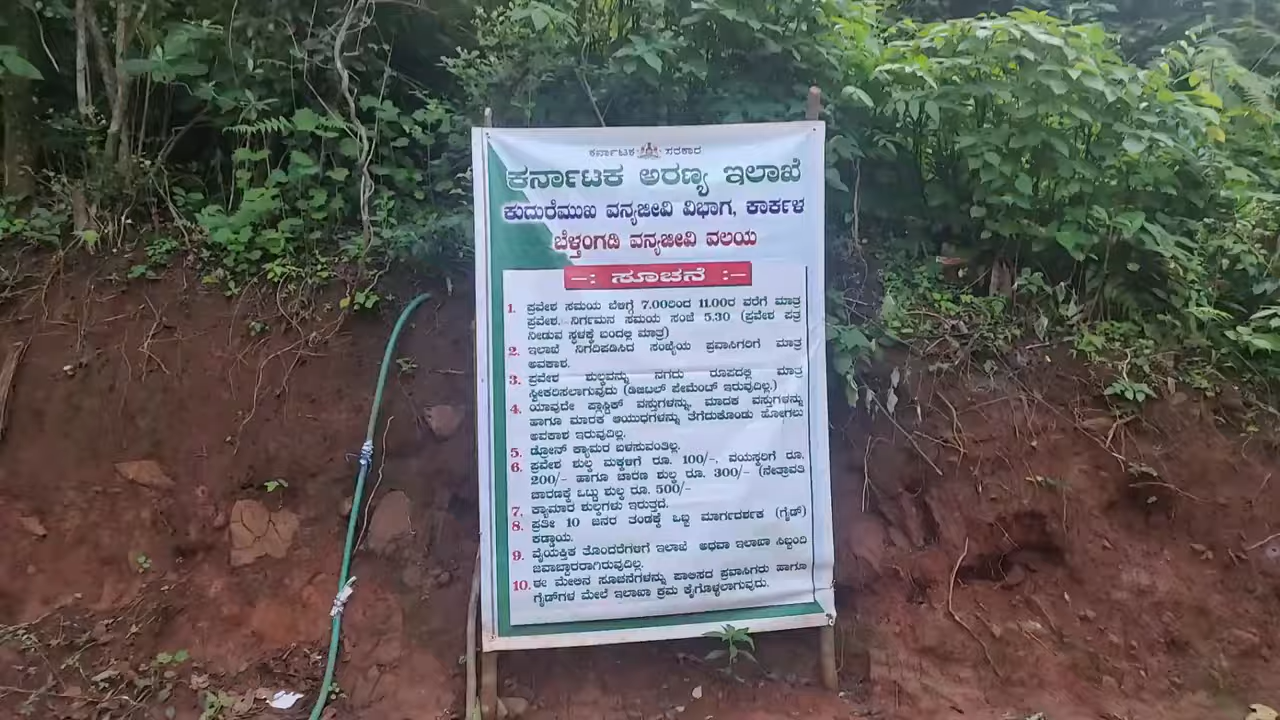 ಕರ್ನಾಟಕ ಸರಕಾರ
ಕರ್ನಾಟಕ ಅರಣ್ಯ ಇಲಾಖೆ
ಕುದುರೆಮುಖ ವನ್ಯಜೀವಿ ವಿಭಾಗ, ಕಾರ್ಕಳ
ಬೆಳ್ತಂಗಡಿ ವನ್ಯಜೀವಿ ವಲಯ
-: ಸೂಚನೆ :-
1. ಪ್ರವೇಶ ಸಮಯ ಬೆಳಿಗ್ಗೆ 7.00ರಿಂದ 11.00ರ ವರೆಗೆ ಮಾತ್ರ
ಪ್ರವೇಶ. ನಿರ್ಗಮನ ಸಮಯ ಸಂಜೆ 5.30 (ಪ್ರವೇಶ ಪತ್ರ
ನೀಡುವ ಸ್ಥಳಕ್ಕೆ ಬಂದಲ್ಲಿ ಮಾತ್ರ)
2. ಇಲಾಖೆ ನಿಗದಿಪಡಿಸಿದ ಸಂಖ್ಯೆಯ ಪ್ರವಾಸಿಗರಿಗೆ ಮಾತ್ರ
ಅವಕಾಶ.
3. ಪ್ರವೇಶ ಶುಲ್ಕವನ್ನು ನಗದು ರೂಪದಲ್ಲಿ ಮಾತ್ರ
ಸ್ವೀಕರಿಸಲಾಗುವುದು (ಡಿಜಿಟಲ್ ಪೇಮೆಂಟ್ ಇರುವುದಿಲ್ಲ.)
4. ಯಾವುದೇ ಪ್ಲಾಸ್ಟಿಕ್ ವಸ್ತುಗಳನ್ನು, ಮಾದಕ ವಸ್ತುಗಳನ್ನು
ಹಾಗೂ ಮಾರಕ ಆಯುಧಗಳನ್ನು ತೆಗೆದುಕೊಂಡು ಹೋಗಲು
ಅವಕಾಶ ಇರುವುದಿಲ್ಲ.
5. ಡ್ರೋನ್ ಕ್ಯಾಮರ ಬಳಸುವಂತಿಲ್ಲ.
6. ಪ್ರವೇಶ ಶುಲ್ಕ ಮಕ್ಕಳಿಗೆ ರೂ. 100/-, ವಯಸ್ಕರಿಗೆ ರೂ.
200/- ಹಾಗೂ ಚಾರಣ ಶುಲ್ಕ ರೂ. 300/- (ನೇತ್ರಾವತಿ
ಚಾರಣಕ್ಕೆ ಒಟ್ಟು ಶುಲ್ಕ ರೂ. 500/-
7. ಕ್ಯಾಮಾರ ಶುಲ್ಕಗಳು ಇರುತ್ತದೆ.
8. ಪ್ರತೀ 10 ಜನರ ತಂಡಕ್ಕೆ ಒಬ್ಬ ಮಾರ್ಗದರ್ಶಕ (ಗೈಡ್)
ಕಡ್ಡಾಯ.
9. ವೈಯಕ್ತಿಕ ತೊಂದರೆಗಳಿಗೆ ಇಲಾಖೆ ಅಥವಾ ಇಲಾಖಾ ಸಿಬ್ಬಂದಿ
ಜವಾಬ್ದಾರರಾಗಿರುವುದಿಲ್ಲ.
10. ಈ ಮೇಲಿನ ಸೂಚನೆಗಳನ್ನು ಪಾಲಿಸದ ಪ್ರವಾಸಿಗರು ಹಾಗೂ
ಗೈಡ್‌ಗಳ ಮೇಲೆ ಇಲಾಖಾ ಕ್ರಮ ಕೈಗೊಳ್ಳಲಾಗುವುದು.